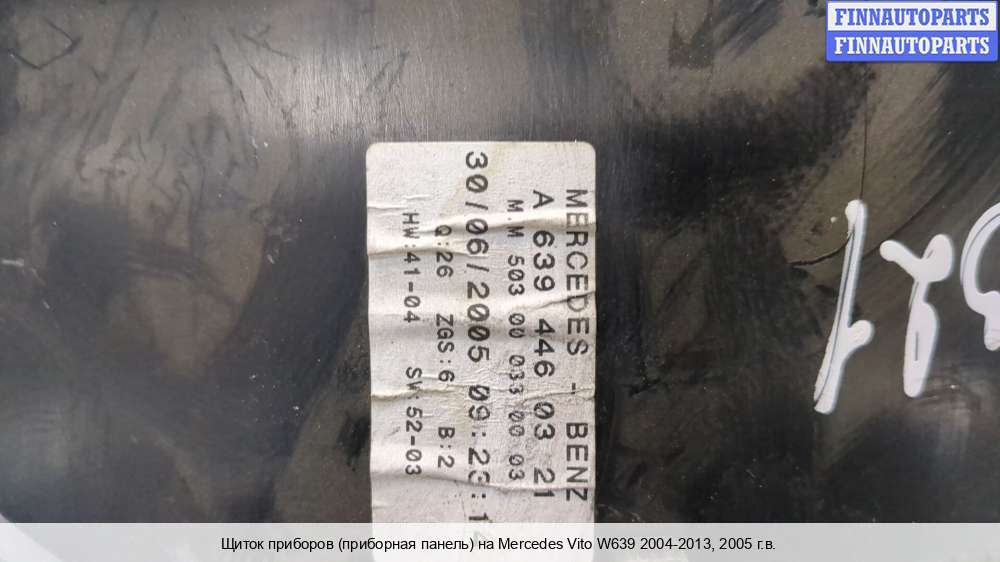 FINNAUTOPARTS
FINNAUTOPARTS
MERCEDES - BENZ
A 639 446 03 21
M.M 503 00 033 00 03
30/06/2005 09:23:1
Q:26 ZGS:6 B:2
HW:41-04 SW:52-03
Щиток приборов (приборная панель) на Mercedes Vito W639 2004-2013, 2005 г.в.